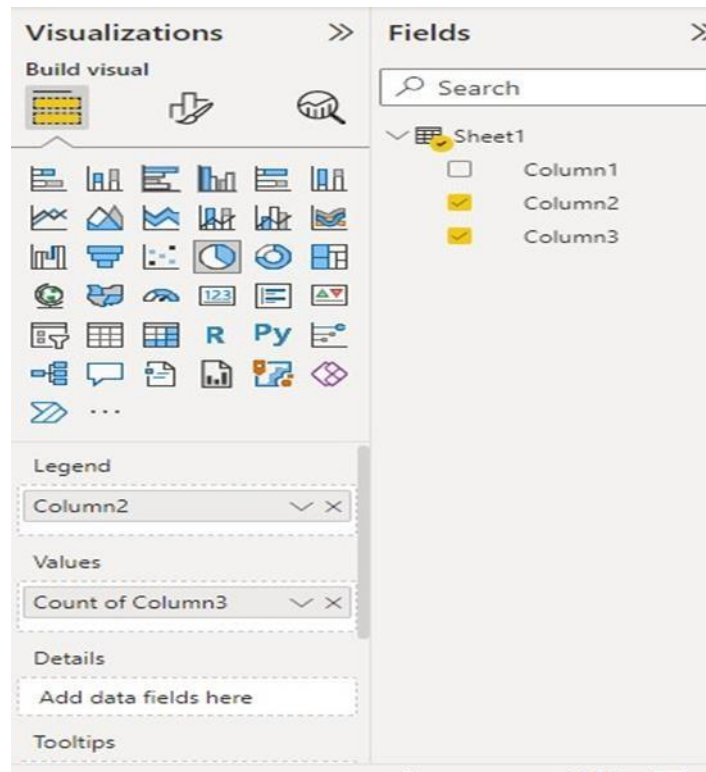 Visualizations
Build visual
123
R
Py
Legend
Column2
Values
Count of Column3
Details
Add data fields here
Tooltips
Fields
Search
Sheet1
Column1
Column2
Column3